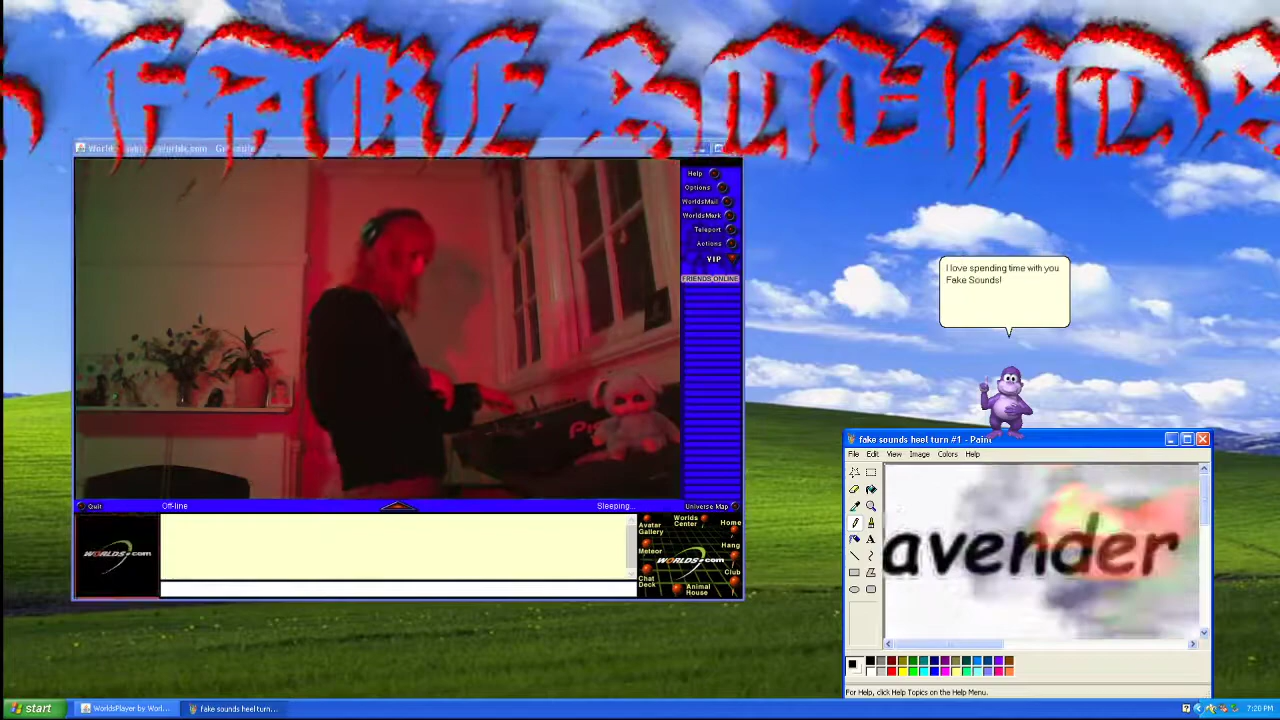 FAKE SOUNDS
Help
Options
WorldsMail
WorldsMark
Teleport
Actions
VIP
FRIENDS ONLINE
I love spending time with you
Fake Sounds!
Quit
Off-line
Sleeping...
Universe Map
WORLDS.com
Avatar
Gallery
Worlds
Center
Home
Meteor
Hang
WORLDS.com
Club
Chat
Deck
Animal
House
fake sounds heel turn #1 - Paint
File Edit View Image Colors Help
avender
For Help, click Help Topics on the Help Menu.
start
WorldsPlayer by Worl...
fake sounds heel turn...
7:20 PM